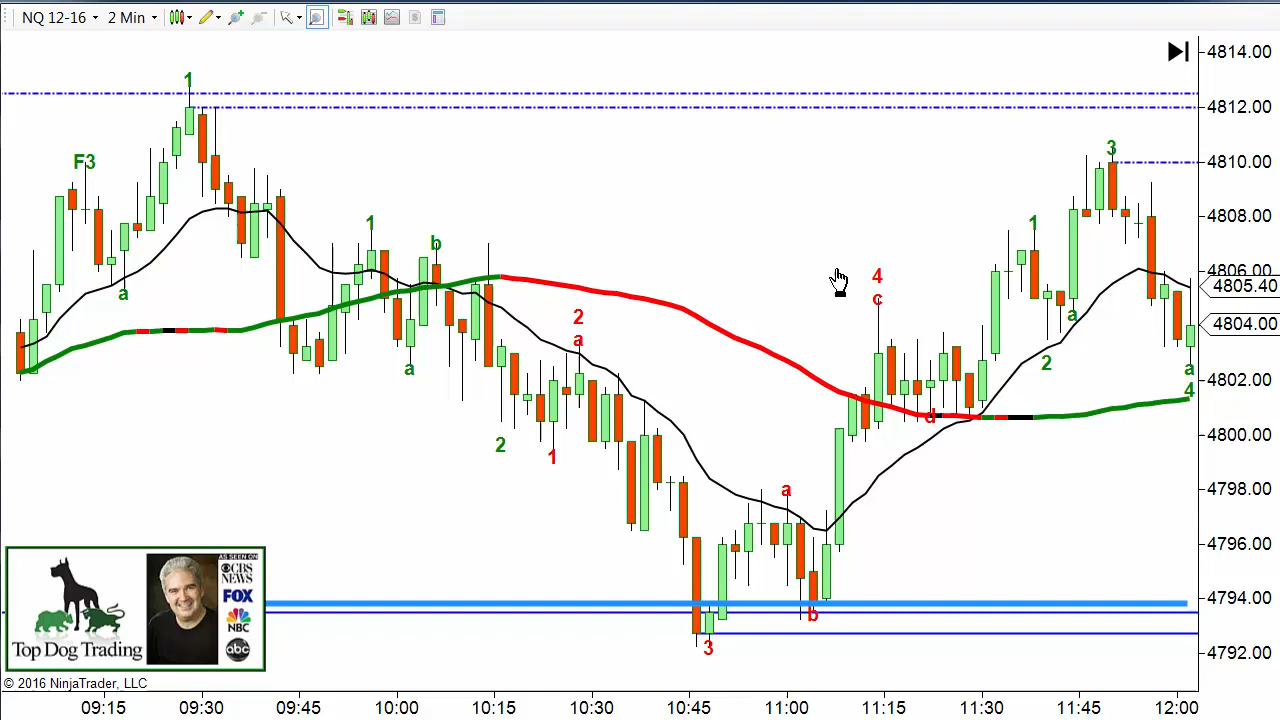 NQ 12-16 2 Min
1
F3
a
1
b
a
2
2
a
1
3
a
b
4
c
d
1
2
a
3
a
4
4814.00
4812.00
4810.00
4808.00
4806.00
4805.40
4804.00
4802.00
4800.00
4798.00
4796.00
4794.00
4792.00
AS SEEN ON
CBS
NEWS
FOX
NBC
abc
Top Dog Trading
© 2016 NinjaTrader, LLC
09:15 09:30 09:45 10:00 10:15 10:30 10:45 11:00 11:15 11:30 11:45 12:00